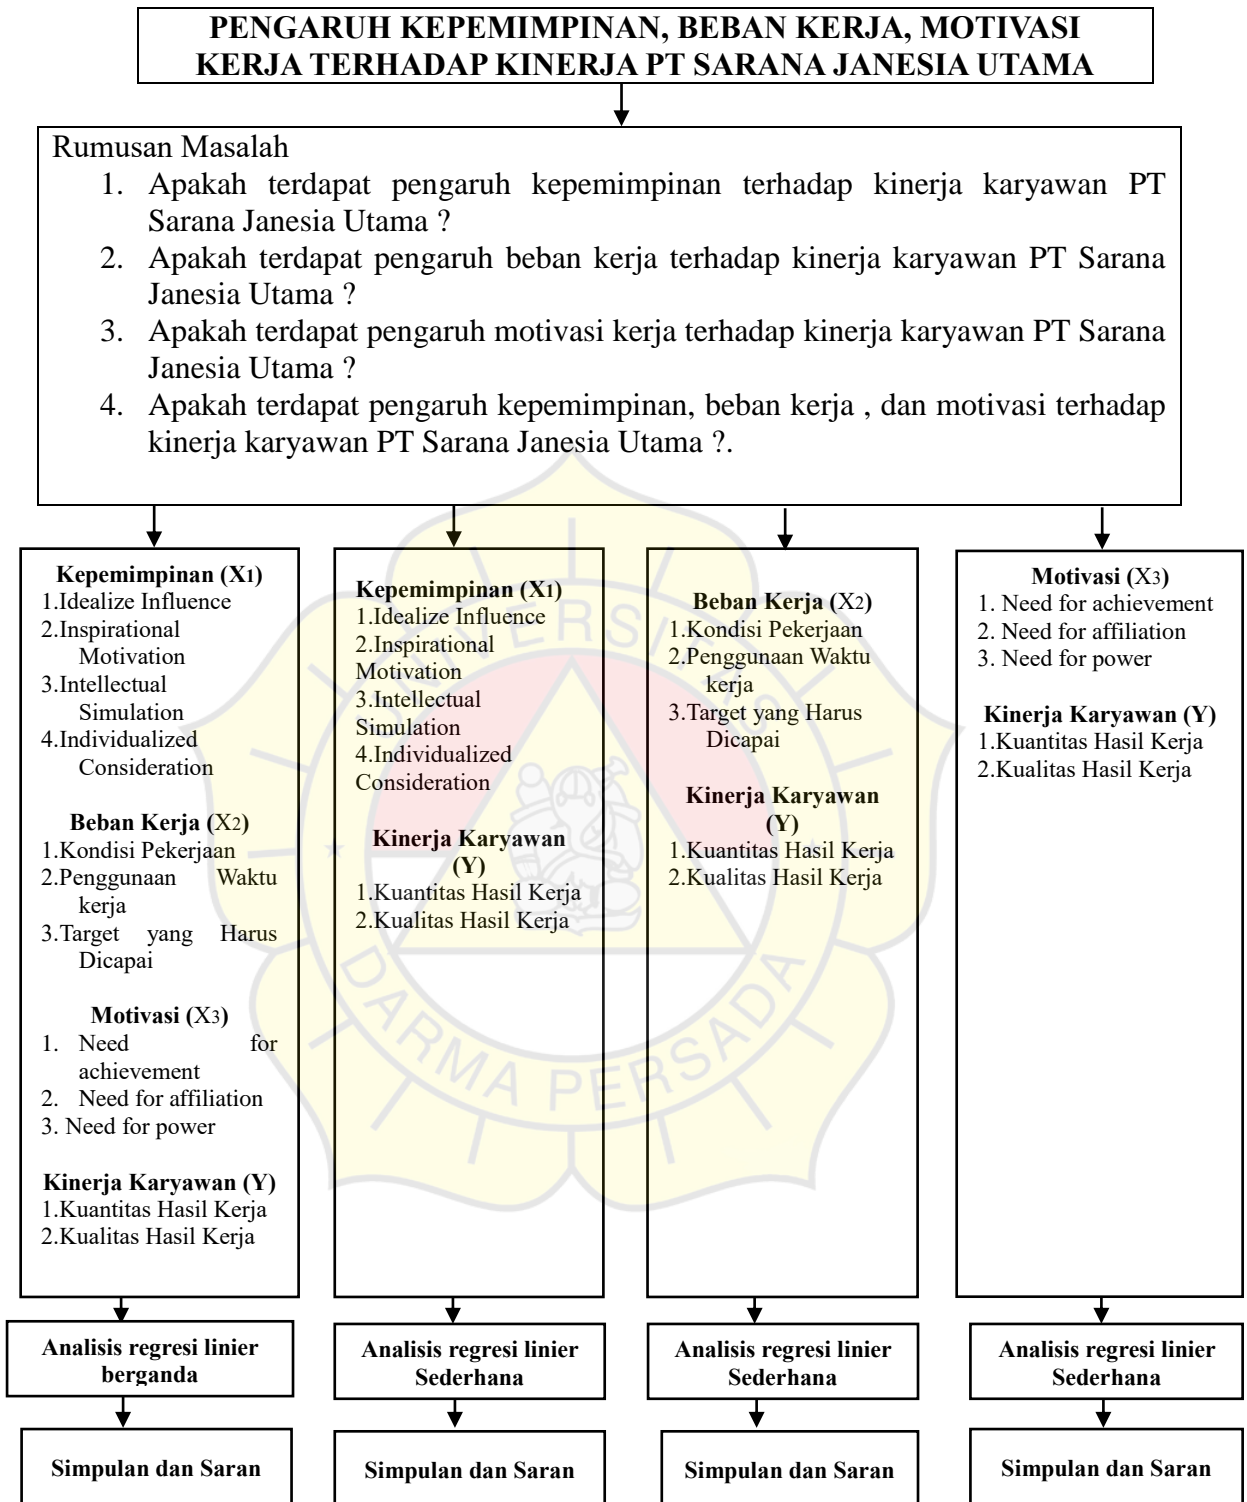 PENGARUH KEPEMIMPINAN, BEBAN KERJA, MOTIVASI
KERJA TERHADAP KINERJA PT SARANA JANESIA UTAMA
Rumusan Masalah
1. Apakah terdapat pengaruh kepemimpinan terhadap kinerja karyawan PT
Sarana Janesia Utama ?
2. Apakah terdapat pengaruh beban kerja terhadap kinerja karyawan PT Sarana
Janesia Utama ?
3. Apakah terdapat pengaruh motivasi kerja terhadap kinerja karyawan PT Sarana
Janesia Utama ?
4. Apakah terdapat pengaruh kepemimpinan, beban kerja , dan motivasi terhadap
kinerja karyawan PT Sarana Janesia Utama ?.
Kepemimpinan (X1)
1.Idealize Influence
2.Inspirational
Motivation
3.Intellectual
Simulation
4.Individualized
Consideration
Beban Kerja (X2)
1.Kondisi Pekerjaan
2.Penggunaan Waktu
kerja
3.Target yang Harus
Dicapai
Motivasi (X3)
1. Need for
achievement
2. Need for affiliation
3. Need for power
Kinerja Karyawan (Y)
1.Kuantitas Hasil Kerja
2.Kualitas Hasil Kerja
Analisis regresi linier
berganda
Simpulan dan Saran
Kepemimpinan (X1)
1.Idealize Influence
2.Inspirational
Motivation
3.Intellectual
Simulation
4.Individualized
Consideration
Kinerja Karyawan
(Y)
1.Kuantitas Hasil Kerja
2.Kualitas Hasil Kerja
Analisis regresi linier
Sederhana
Simpulan dan Saran
Beban Kerja (X2)
1.Kondisi Pekerjaan
2.Penggunaan Waktu
kerja
3.Target yang Harus
Dicapai
Kinerja Karyawan
(Y)
1.Kuantitas Hasil Kerja
2.Kualitas Hasil Kerja
Analisis regresi linier
Sederhana
Simpulan dan Saran
Motivasi (X3)
1. Need for achievement
2. Need for affiliation
3. Need for power
Kinerja Karyawan (Y)
1.Kuantitas Hasil Kerja
2.Kualitas Hasil Kerja
Analisis regresi linier
Sederhana
Simpulan dan Saran
UNIVERSITAS
DARMA PERSADA